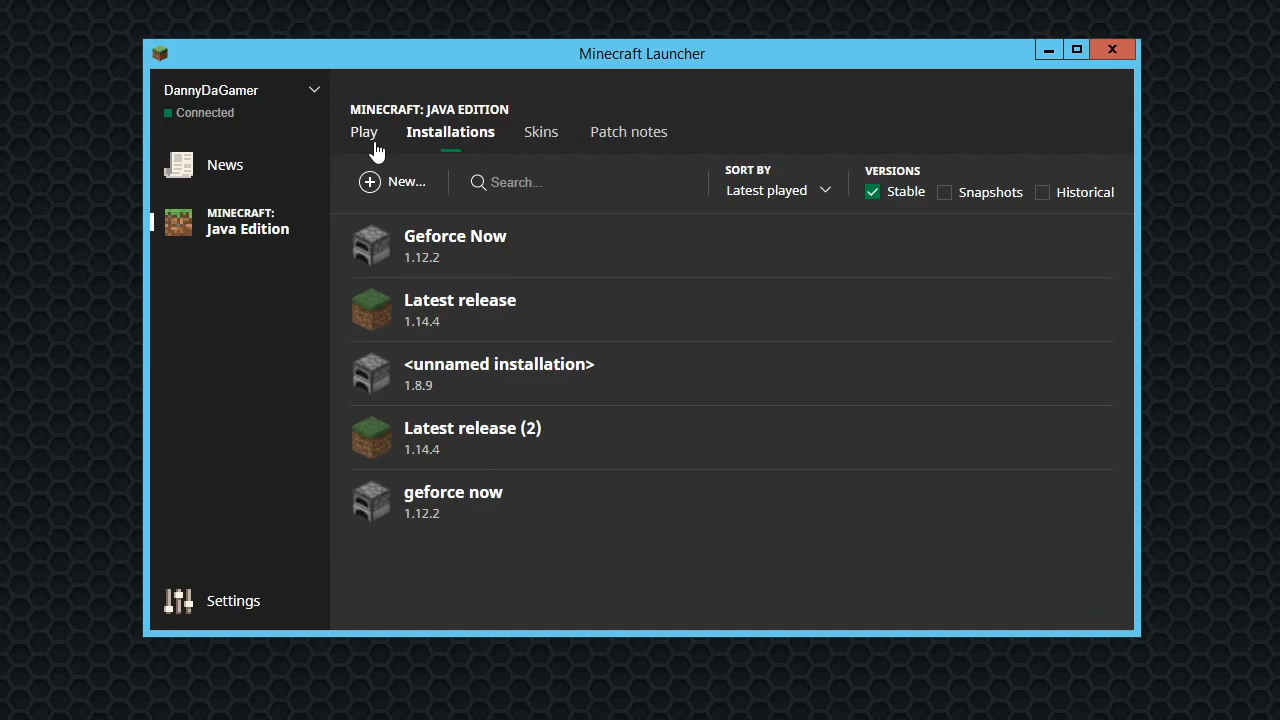 Minecraft Launcher
DannyDaGamer
Connected
News
MINECRAFT:
Java Edition
Settings
MINECRAFT: JAVA EDITION
Play Installations Skins Patch notes
New... Search...
SORT BY
Latest played
VERSIONS
Stable Snapshots Historical
Geforce Now
1.12.2
Latest release
1.14.4
<unnamed installation>
1.8.9
Latest release (2)
1.14.4
geforce now
1.12.2